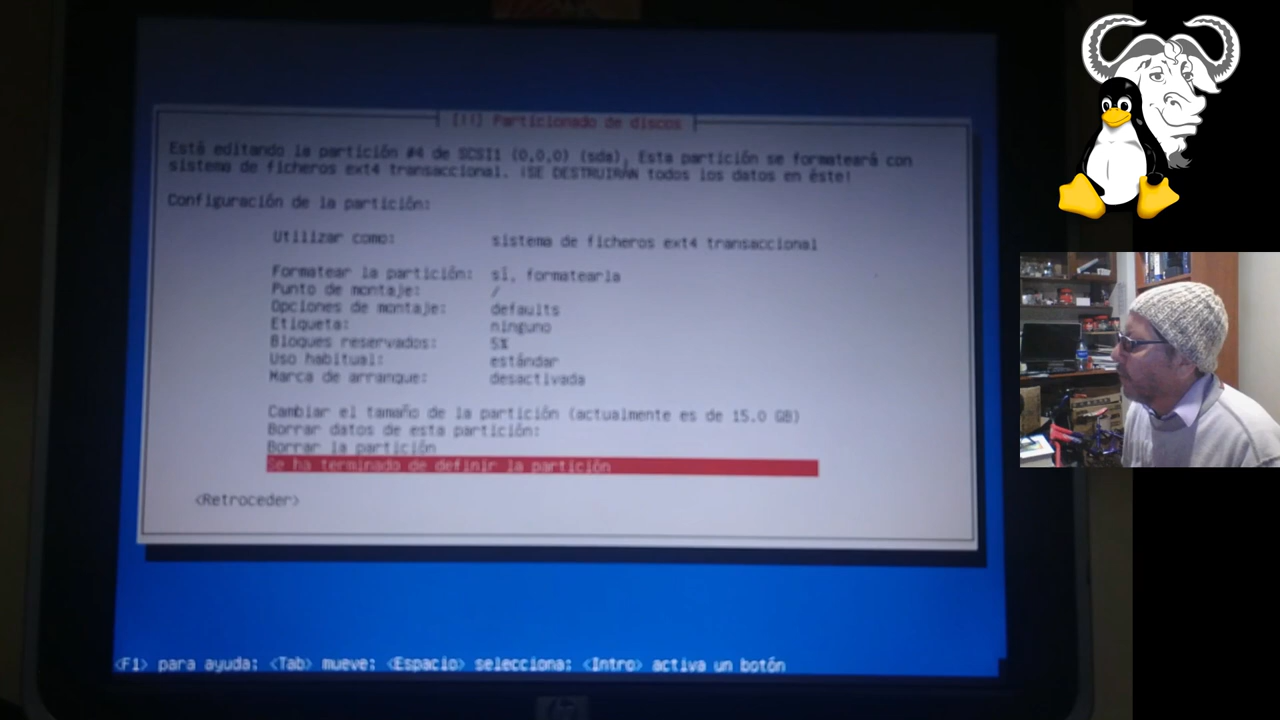 [!!] Particionado de discos
Está editando la partición #4 de SCSI1 (0,0,0) (sda). Esta partición se formateará con
sistema de ficheros ext4 transaccional. ¡SE DESTRUIRÁN todos los datos en éste!
Configuración de la partición:
Utilizar como: sistema de ficheros ext4 transaccional
Formatear la partición: sí, formatearla
Punto de montaje: /
Opciones de montaje: defaults
Etiqueta: ninguno
Bloques reservados: 5%
Uso habitual: estándar
Marca de arranque: desactivada
Cambiar el tamaño de la partición (actualmente es de 15.0 GB)
Borrar datos de esta partición:
Borrar la partición
Se ha terminado de definir la partición
<Retroceder>
<F1> para ayuda; <Tab> mueve; <Espacio> selecciona; <Intro> activa un botón
hp